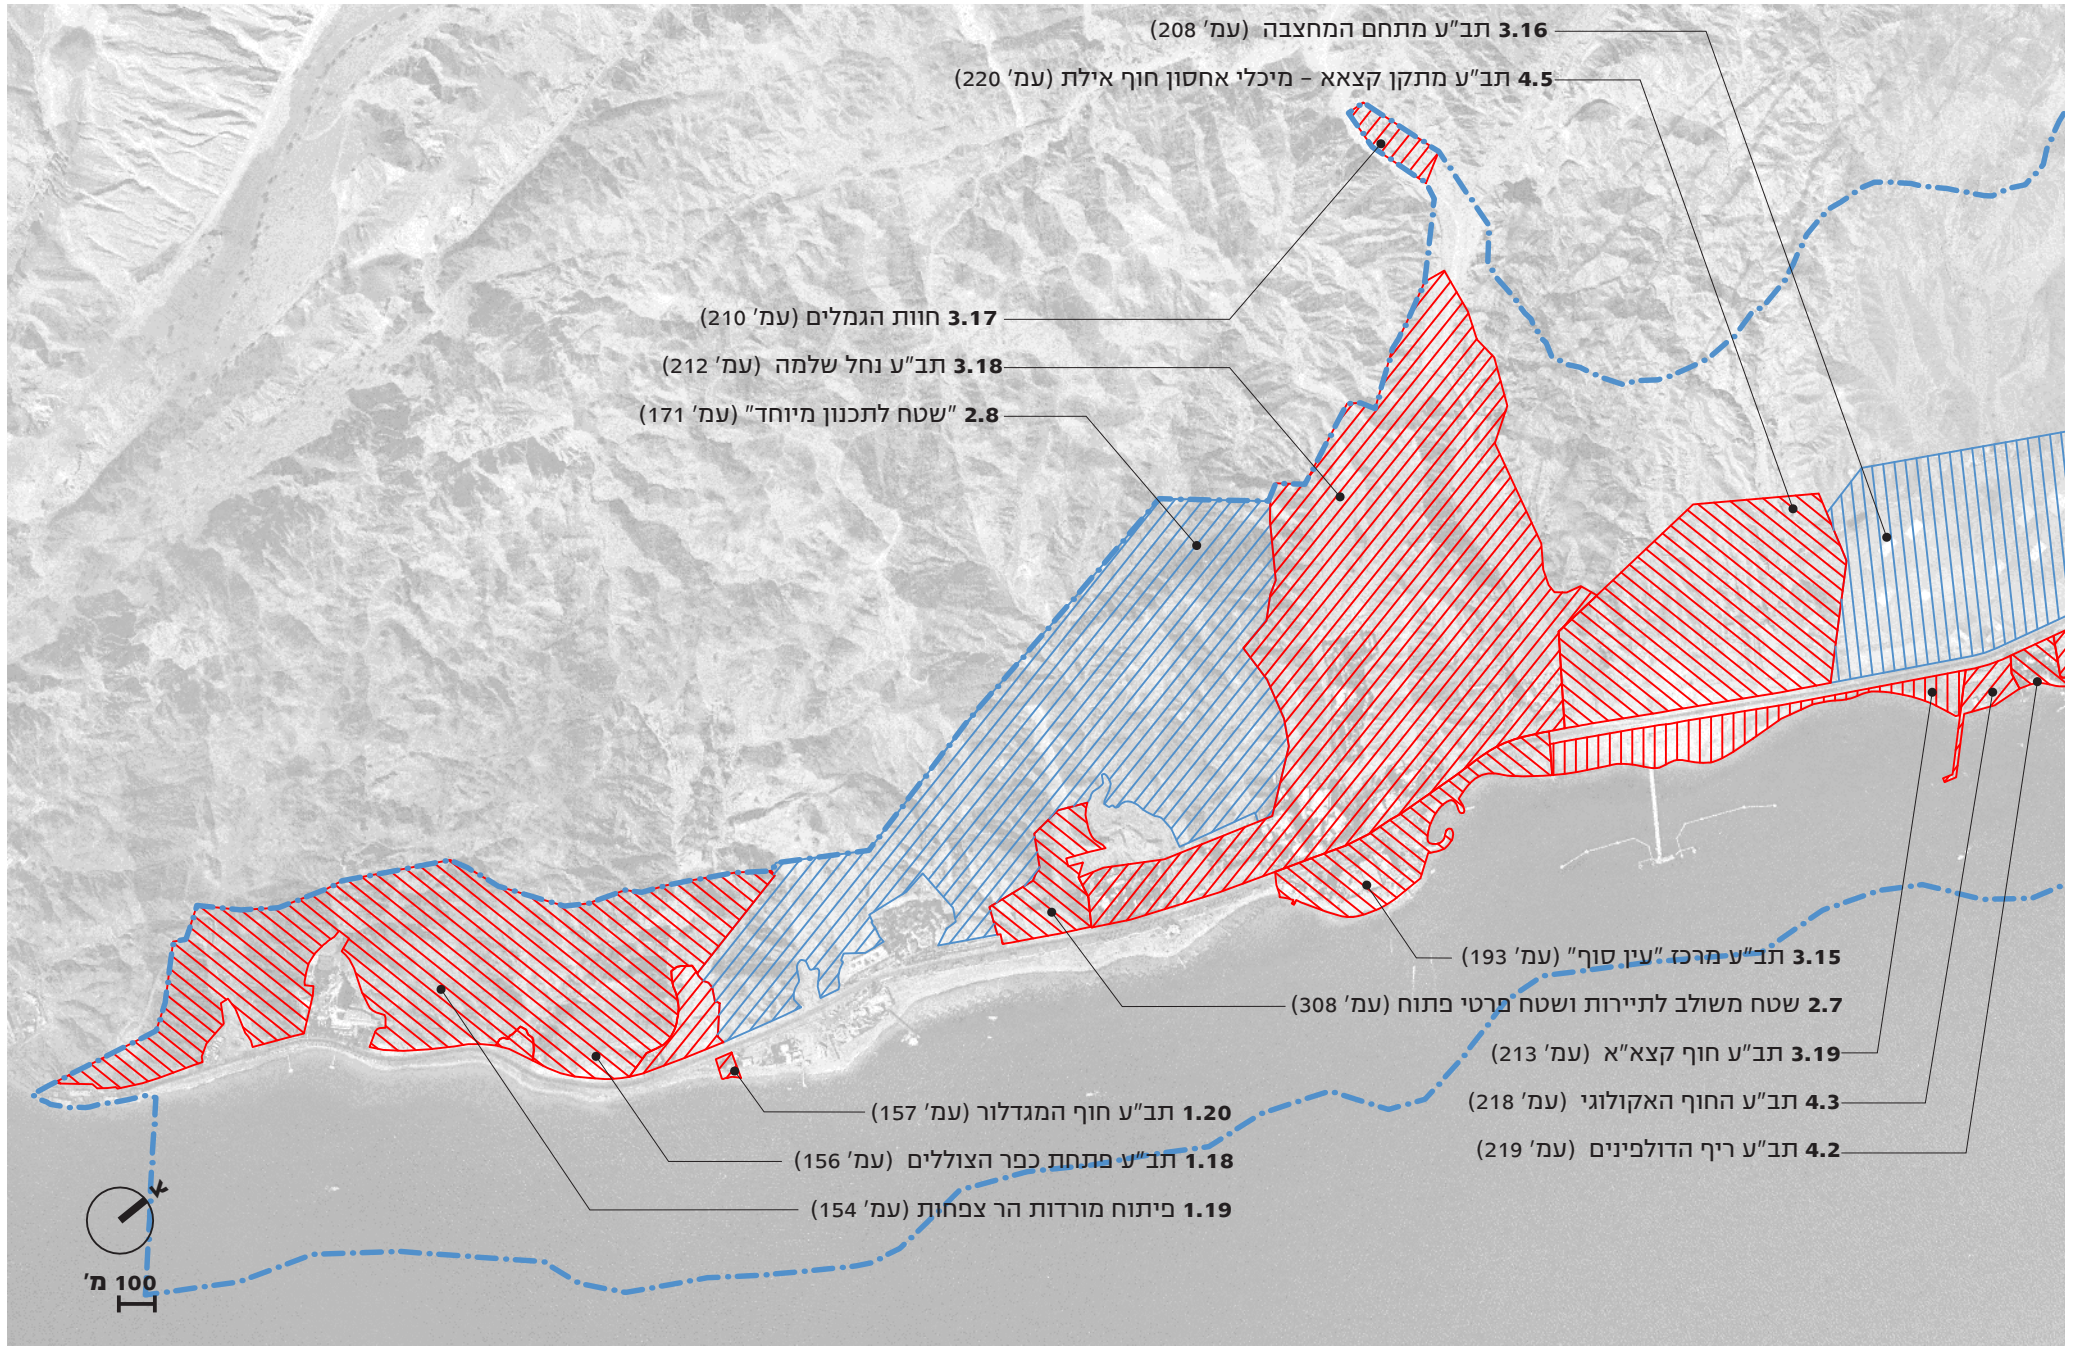 3.16 תב"ע מתחם המחצבה (עמ' 208)
4.5 תב"ע מתקן קצאא – מיכלי אחסון חוף אילת (עמ' 220)
3.17 חוות הגמלים (עמ' 210)
3.18 תב"ע נחל שלמה (עמ' 212)
2.8 "שטח לתכנון מיוחד" (עמ' 171)
3.15 תב"ע מרכז "עין סוף" (עמ' 193)
2.7 שטח משולב לתיירות ושטח פרטי פתוח (עמ' 308)
3.19 תב"ע חוף קצא"א (עמ' 213)
4.3 תב"ע החוף האקולוגי (עמ' 218)
4.2 תב"ע ריף הדולפינים (עמ' 219)
1.20 תב"ע חוף המגדלור (עמ' 157)
1.18 תב"ע פתחת כפר הצוללים (עמ' 156)
1.19 פיתוח מורדות הר צפחות (עמ' 154)
100 מ'